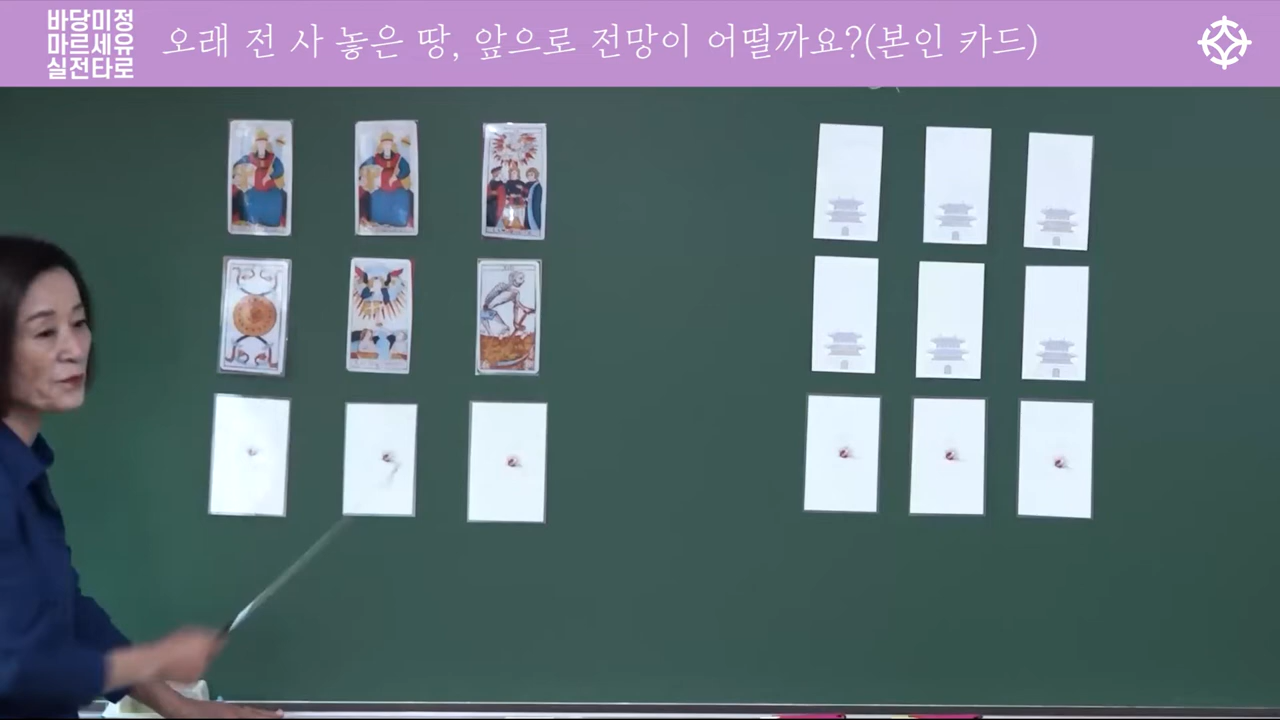 바당미정
마르세유
실전타로
오래 전 사 놓은 땅, 앞으로 전망이 어떨까요?(본인 카드)